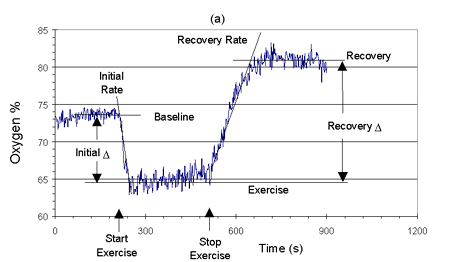 (a)
Recovery Rate
85
Recovery
80
Initial
Rate
75
Baseline
Oxygen %
Recovery Δ
70
Initial Δ
65
Exercise
60
0
300
600
900
1200
Start
Exercise
Stop
Exercise
Time (s)